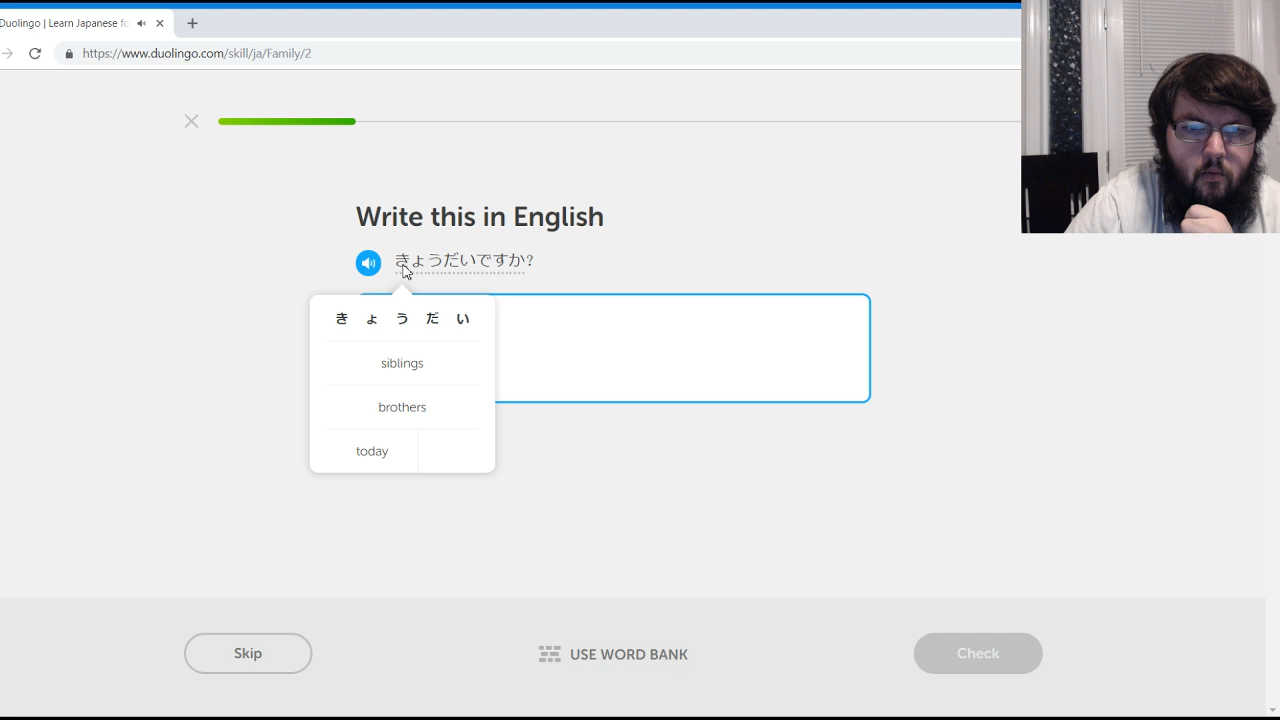 Duolingo | Learn Japanese fo
https://www.duolingo.com/skill/ja/Family/2
Write this in English
きょうだいですか?
きょうだい
siblings
brothers
today
Skip
USE WORD BANK
Check